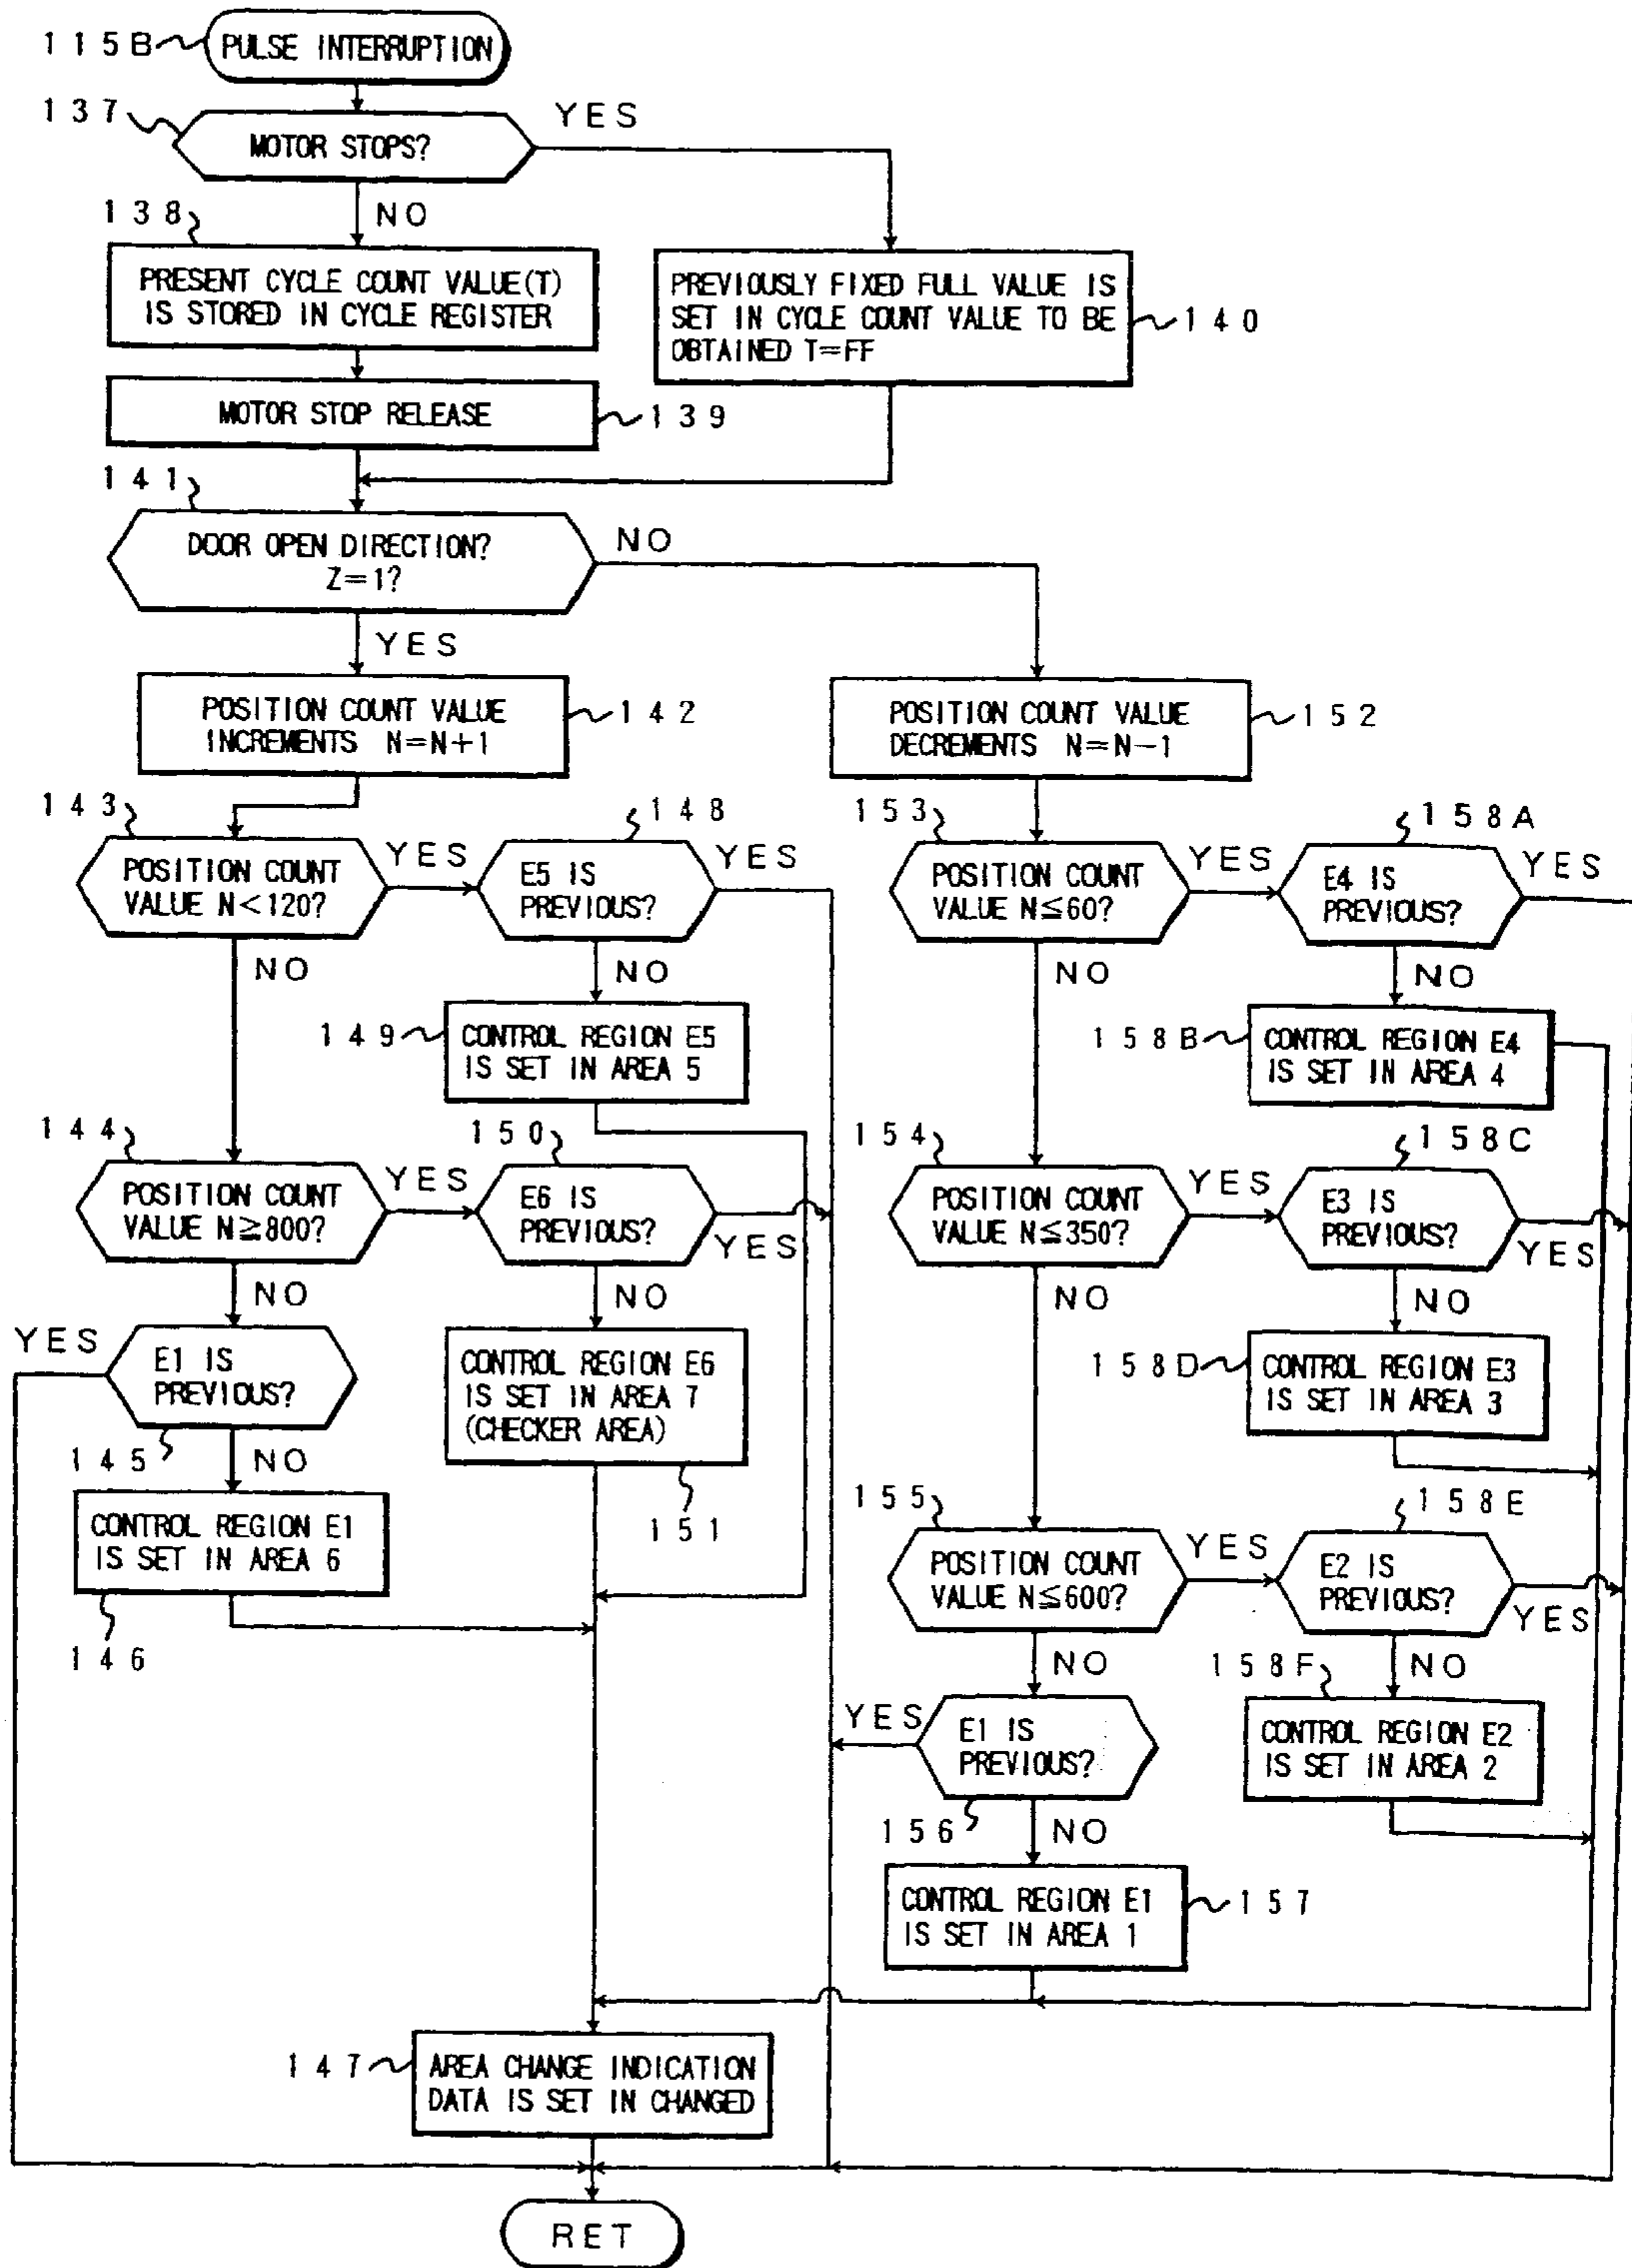 115B
PULSE INTERRUPTION
137
MOTOR STOPS?
YES
NO
138
PRESENT CYCLE COUNT VALUE(T)
IS STORED IN CYCLE REGISTER
PREVIOUSLY FIXED FULL VALUE IS
SET IN CYCLE COUNT VALUE TO BE
OBTAINED T=FF
140
MOTOR STOP RELEASE
139
141
DOOR OPEN DIRECTION?
Z=1?
NO
YES
POSITION COUNT VALUE
INCREMENTS N=N+1
142
POSITION COUNT VALUE
DECREMENTS N=N-1
152
143
POSITION COUNT
VALUE N<120?
YES
NO
148
E5 IS
PREVIOUS?
YES
NO
149
CONTROL REGION E5
IS SET IN AREA 5
153
POSITION COUNT
VALUE N≦60?
YES
NO
158A
E4 IS
PREVIOUS?
YES
NO
158B
CONTROL REGION E4
IS SET IN AREA 4
144
POSITION COUNT
VALUE N≧800?
YES
NO
150
E6 IS
PREVIOUS?
YES
NO
154
POSITION COUNT
VALUE N≦350?
YES
NO
158C
E3 IS
PREVIOUS?
YES
NO
YES
E1 IS
PREVIOUS?
145
NO
CONTROL REGION E6
IS SET IN AREA 7
(CHECKER AREA)
151
158D
CONTROL REGION E3
IS SET IN AREA 3
CONTROL REGION E1
IS SET IN AREA 6
146
155
POSITION COUNT
VALUE N≦600?
YES
NO
158E
E2 IS
PREVIOUS?
YES
NO
158F
CONTROL REGION E2
IS SET IN AREA 2
YES
E1 IS
PREVIOUS?
156
NO
CONTROL REGION E1
IS SET IN AREA 1
157
147
AREA CHANGE INDICATION
DATA IS SET IN CHANGED
RET